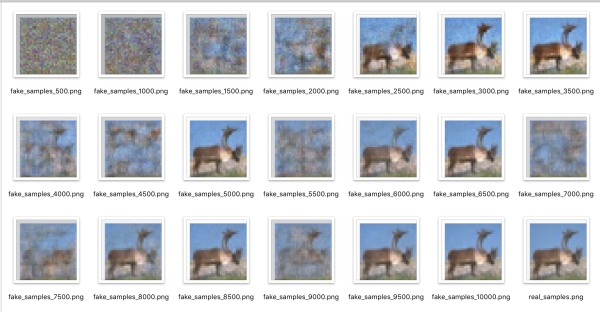 fake_samples_500.png fake_samples_1000.png fake_samples_1500.png fake_samples_2000.png fake_samples_2500.png fake_samples_3000.png fake_samples_3500.png
fake_samples_4000.png fake_samples_4500.png fake_samples_5000.png fake_samples_5500.png fake_samples_6000.png fake_samples_6500.png fake_samples_7000.png
fake_samples_7500.png fake_samples_8000.png fake_samples_8500.png fake_samples_9000.png fake_samples_9500.png fake_samples_10000.png real_samples.png